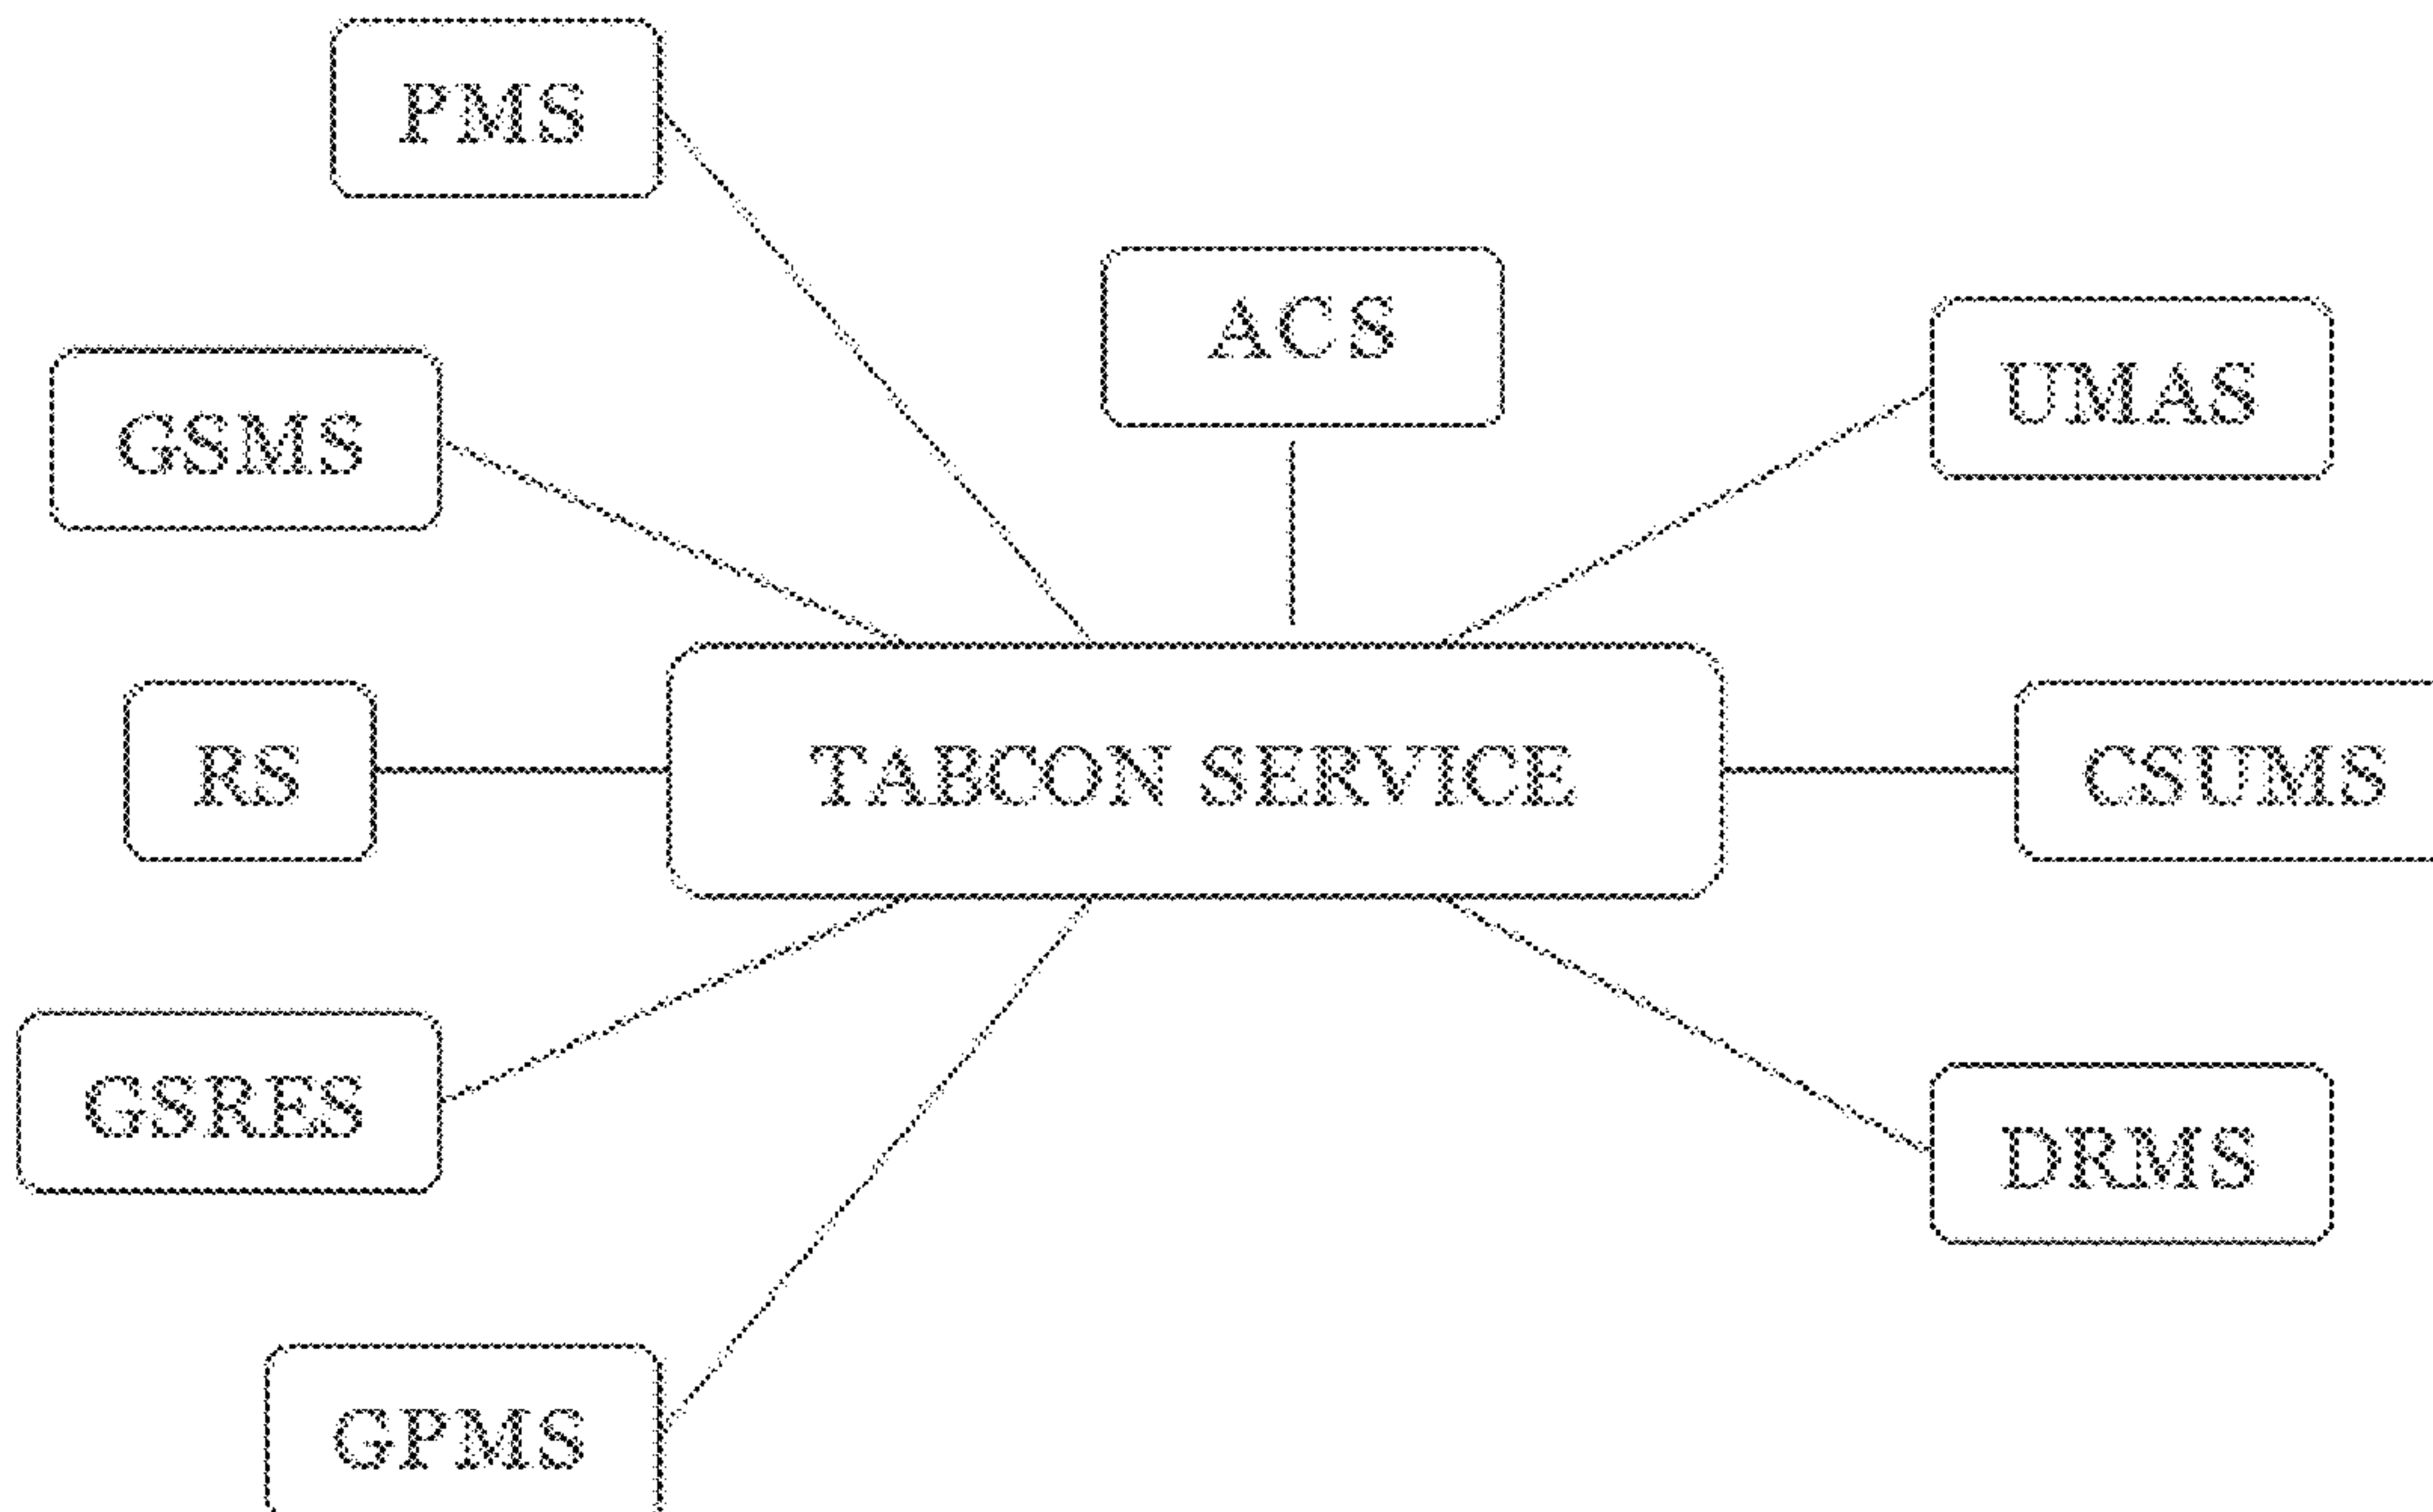 PMS
ACS
UMAS
GSMS
RS
TABCON SERVICE
CSUMS
GSRES
DRMS
GPMS